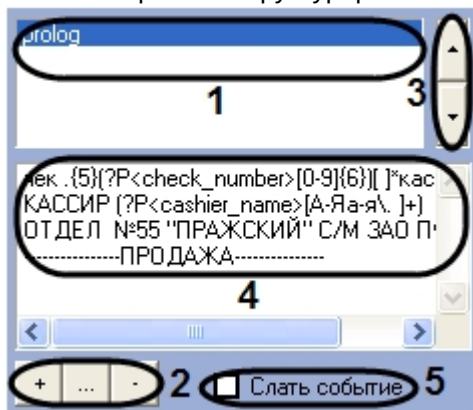 prolog
1
3
чек .{5}(?P<check_number>[0-9]{6})[ ]*кас
КАССИР (?P<cashier_name>[А-Яа-я\. ]+)
ОТДЕЛ №55 "ПРАЖСКИЙ" С/М ЗАО
---------------ПРОДАЖА---------------
4
+ ... - 2 Слать событие 5